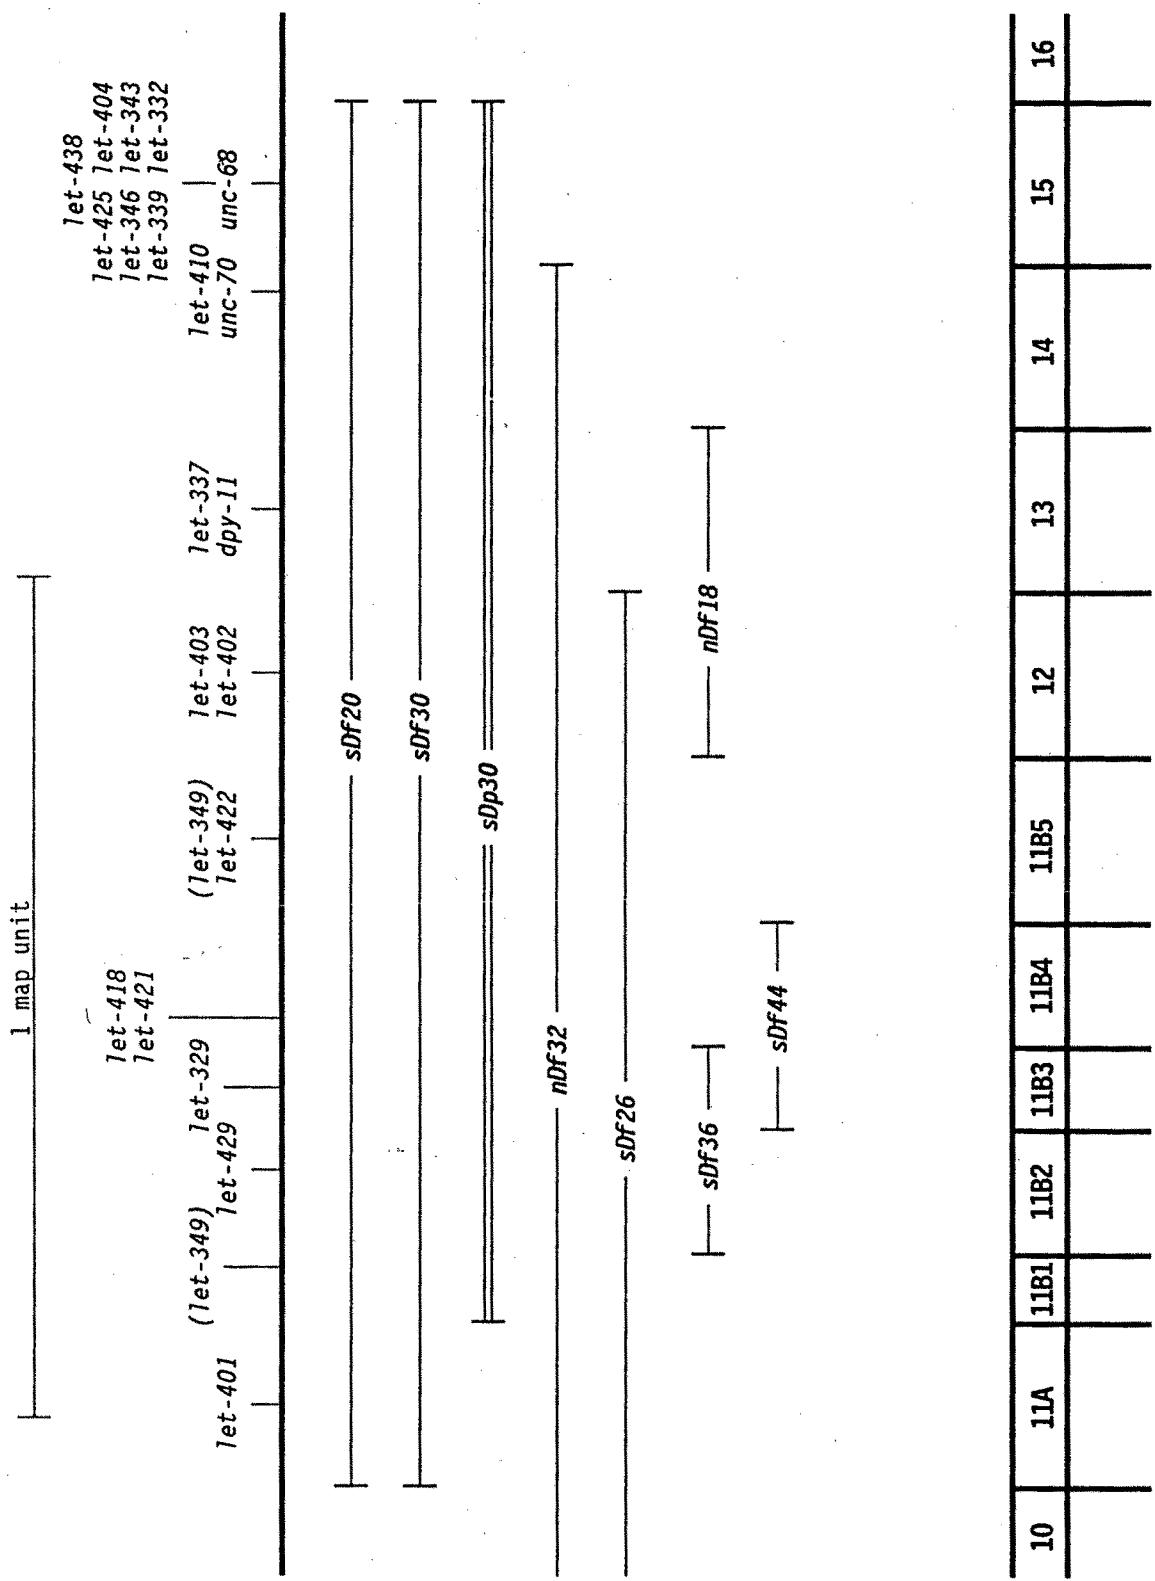 1 map unit
let-438
let-425 let-404
let-346 let-343
let-339 let-332
let-418
let-421
let-401
(let-349)
let-429
let-329
(let-349)
let-422
let-403
let-402
let-337
dpy-11
let-410
unc-70
unc-68
sDf20
sDf30
sDp30
nDf32
sDf26
sDf36
nDf18
sDf44
10 11A 11B1 11B2 11B3 11B4 11B5 12 13 14 15 16